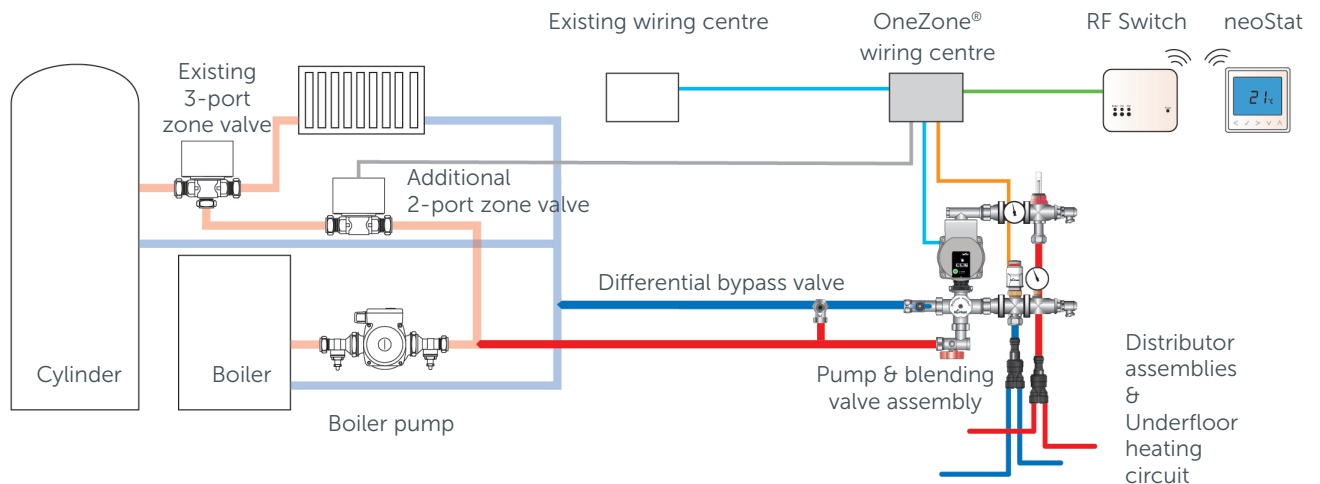 Existing wiring centre
OneZone®
wiring centre
RF Switch
neoStat
Existing
3-port
zone valve
21°c
Additional
2-port zone valve
Differential bypass valve
Cylinder
Boiler
Boiler pump
Pump & blending
valve assembly
Distributor
assemblies
&
Underfloor
heating
circuit